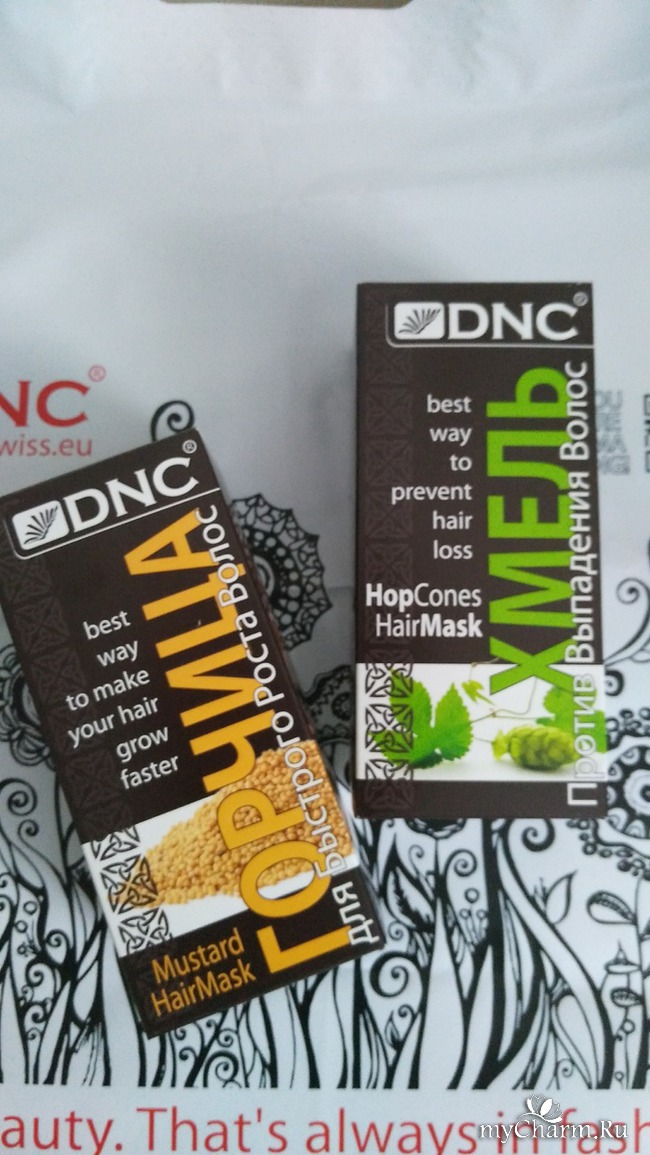 NC®
wiss.eu
DNC®
best
way
to make
your hair
grow
faster
ГОРЧИЦА
Для Быстрого Роста Волос
Mustard
HairMask
DNC®
best
way
to
prevent
hair
loss
HopCones
HairMask
ХМЕЛЬ
Против Выпадения Волос
auty. That's always in fash
myCharm.Ru